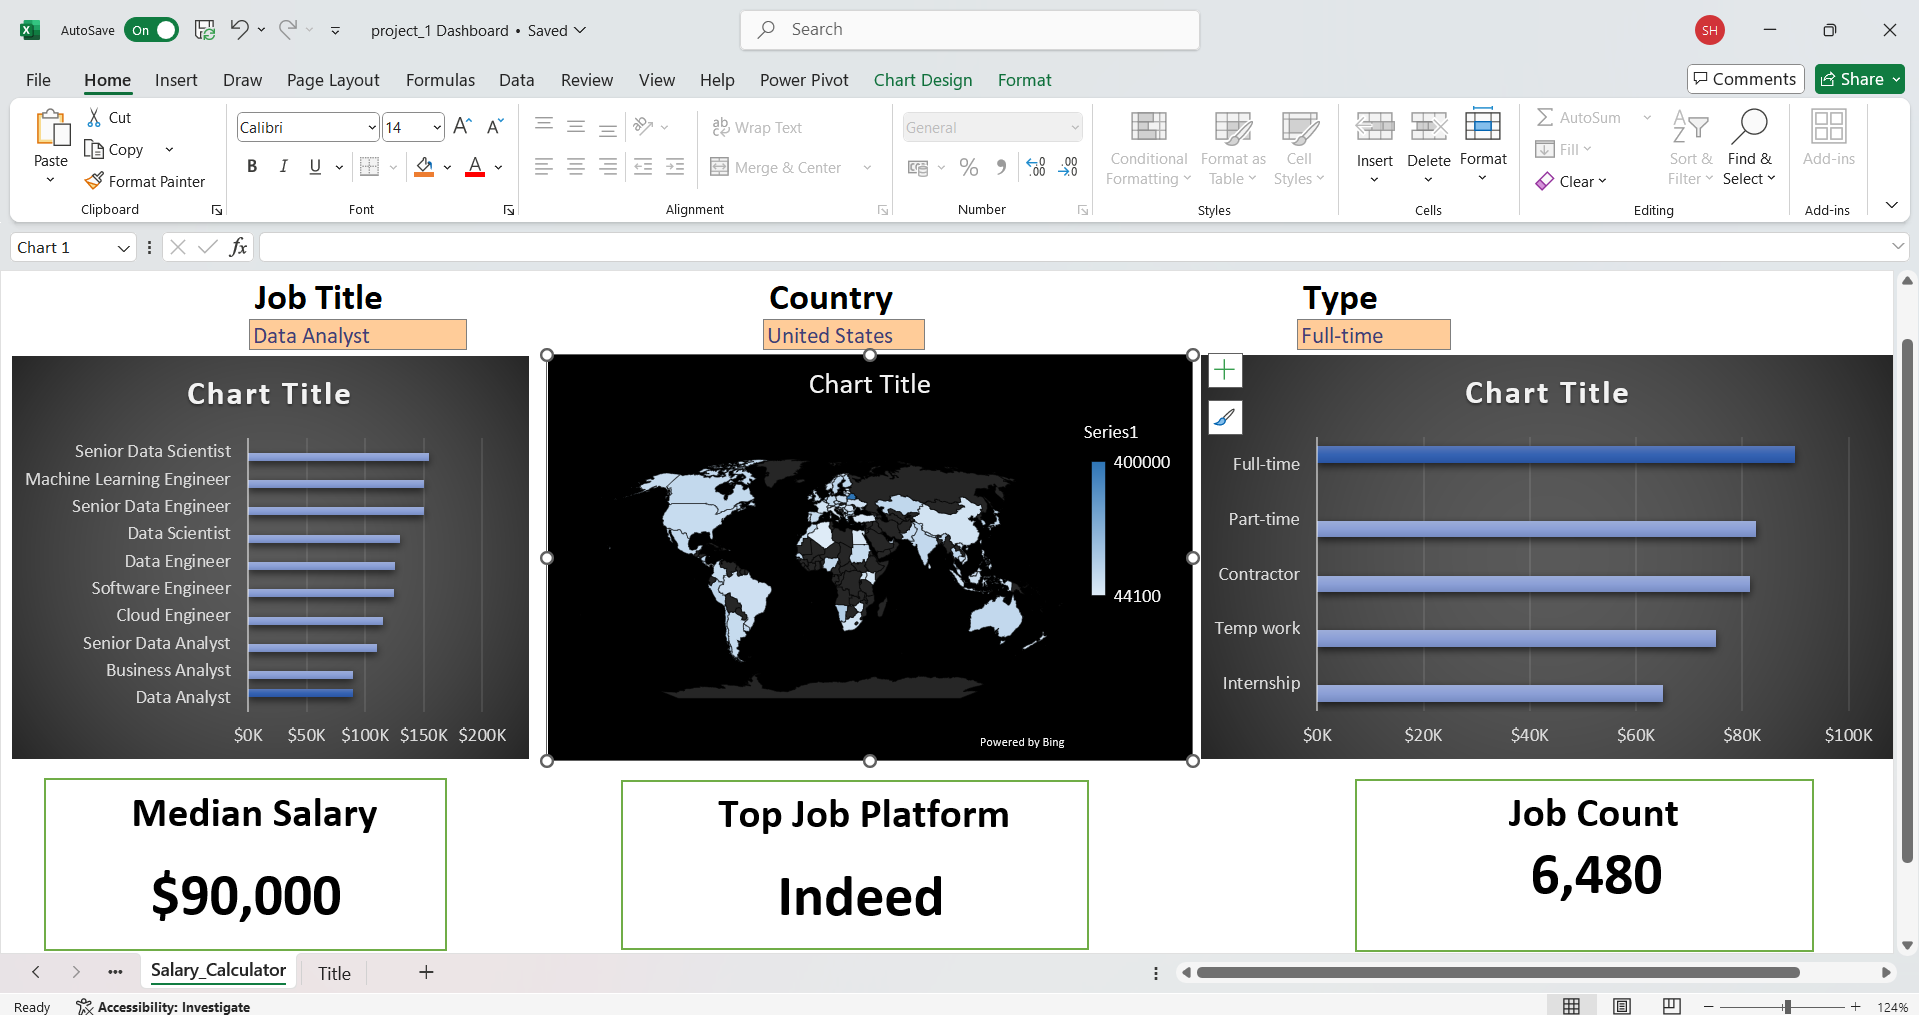 AutoSave On project_1 Dashboard • Saved Search SH
File Home Insert Draw Page Layout Formulas Data Review View Help Power Pivot Chart Design Format Comments Share
Paste
Cut
Copy
Format Painter
Clipboard
Calibri 14 A A
B I U A
Font
ab
c
Wrap Text
Merge & Center
Alignment
General
% 9
.00
.00
Number
Conditional Formatting
Format as Table
Cell Styles
Styles
Insert
Delete
Format
Cells
AutoSum
Fill
Clear
Sort & Filter
Find & Select
Editing
Add-ins
Add-ins
Chart 1 fx
Job Title
Data Analyst
Country
United States
Type
Full-time
Chart Title
Senior Data Scientist
Machine Learning Engineer
Senior Data Engineer
Data Scientist
Data Engineer
Software Engineer
Cloud Engineer
Senior Data Analyst
Business Analyst
Data Analyst
$0K $50K $100K $150K $200K
Chart Title
Series1
400000
44100
Powered by Bing
Chart Title
Full-time
Part-time
Contractor
Temp work
Internship
$0K $20K $40K $60K $80K $100K
Median Salary
$90,000
Top Job Platform
Indeed
Job Count
6,480
Salary_Calculator Title
Ready Accessibility: Investigate 124%